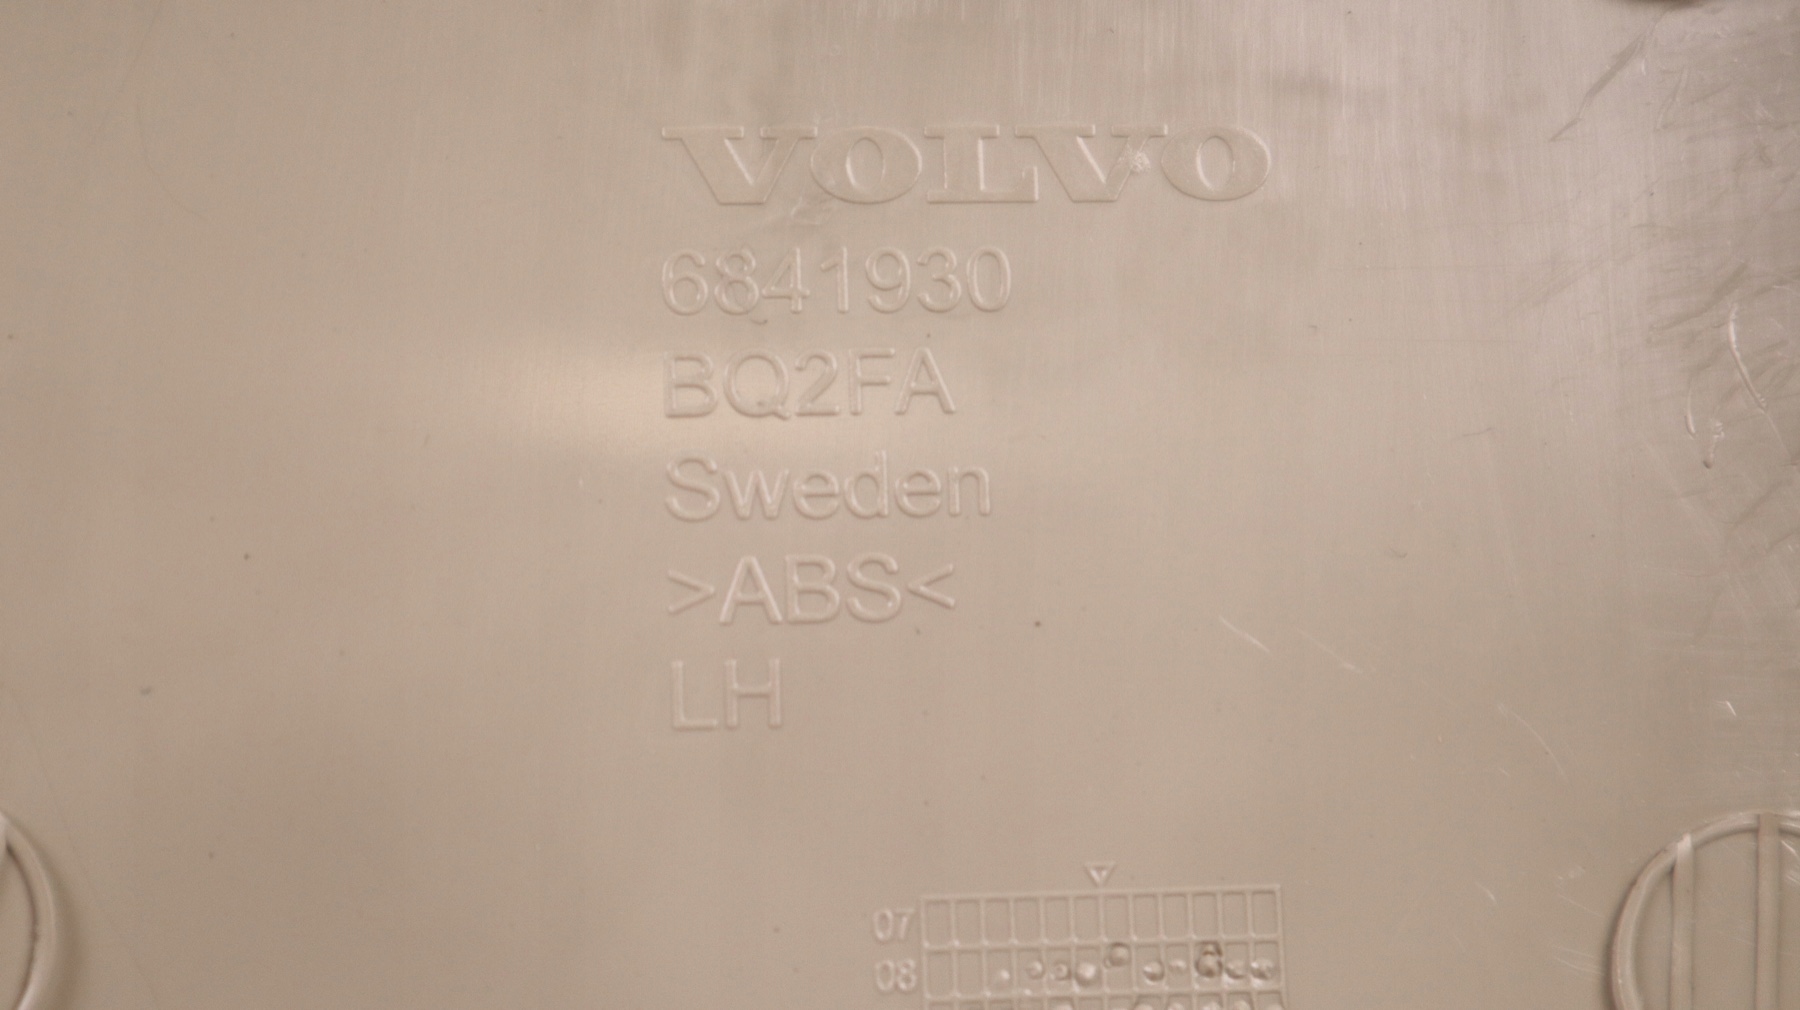 VOLVO
6841930
BQ2FA
Sweden
>ABS<
LH
07
08